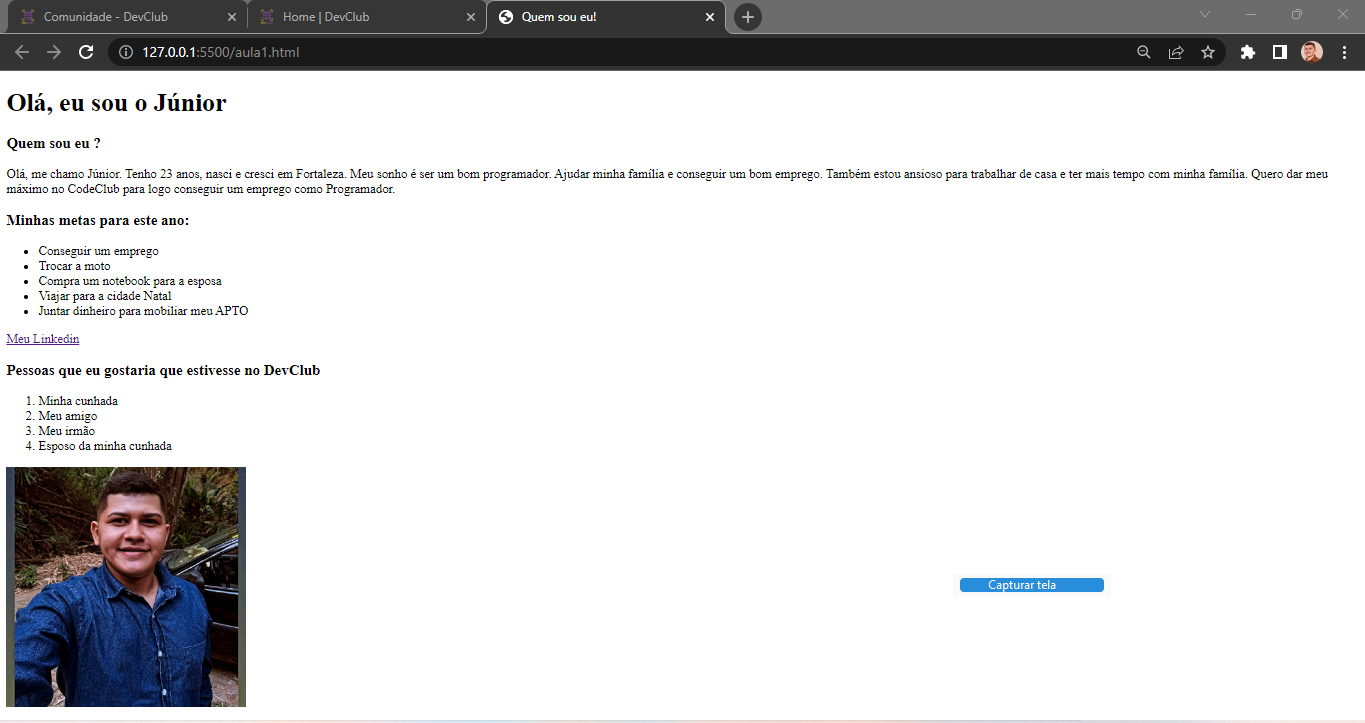 Comunidade - DevClub
Home | DevClub
Quem sou eu!
127.0.0.1:5500/aula1.html
Olá, eu sou o Júnior
Quem sou eu ?
Olá, me chamo Júnior. Tenho 23 anos, nasci e cresci em Fortaleza. Meu sonho é ser um bom programador. Ajudar minha família e conseguir um bom emprego. Também estou ansioso para trabalhar de casa e ter mais tempo com minha família. Quero dar meu
máximo no CodeClub para logo conseguir um emprego como Programador.
Minhas metas para este ano:
• Conseguir um emprego
• Trocar a moto
• Compra um notebook para a esposa
• Viajar para a cidade Natal
• Juntar dinheiro para mobiliar meu APTO
Meu Linkedin
Pessoas que eu gostaria que estivesse no DevClub
1. Minha cunhada
2. Meu amigo
3. Meu irmão
4. Esposo da minha cunhada
Capturar tela